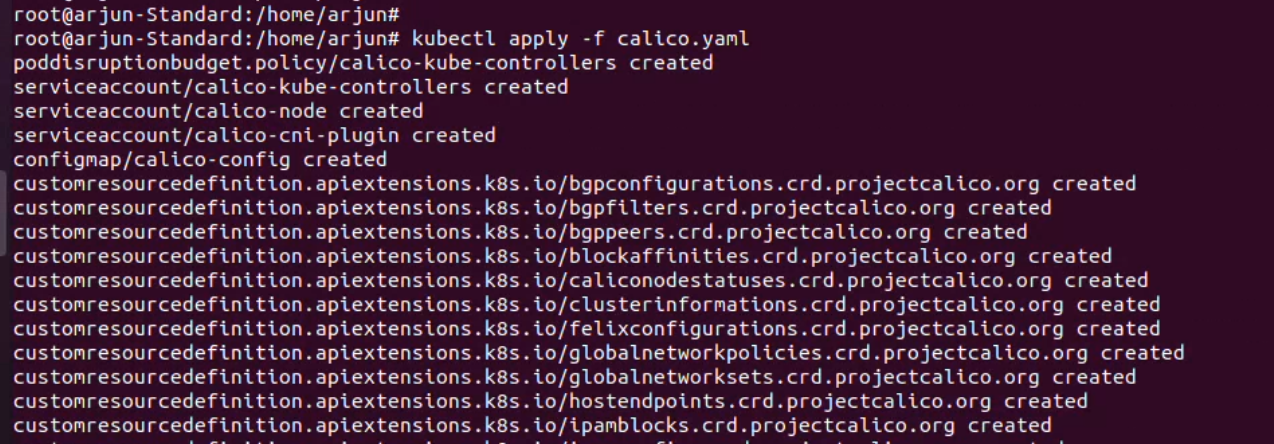 root@arjun-Standard:/home/arjun#
root@arjun-Standard:/home/arjun# kubectl apply -f calico.yaml
poddisruptionbudget.policy/calico-kube-controllers created
serviceaccount/calico-kube-controllers created
serviceaccount/calico-node created
serviceaccount/calico-cni-plugin created
configmap/calico-config created
customresourcedefinition.apiextensions.k8s.io/bgpconfigurations.crd.projectcalico.org created
customresourcedefinition.apiextensions.k8s.io/bgpfilters.crd.projectcalico.org created
customresourcedefinition.apiextensions.k8s.io/bgppeers.crd.projectcalico.org created
customresourcedefinition.apiextensions.k8s.io/blockaffinities.crd.projectcalico.org created
customresourcedefinition.apiextensions.k8s.io/caliconodestatuses.crd.projectcalico.org created
customresourcedefinition.apiextensions.k8s.io/clusterinformations.crd.projectcalico.org created
customresourcedefinition.apiextensions.k8s.io/felixconfigurations.crd.projectcalico.org created
customresourcedefinition.apiextensions.k8s.io/globalnetworkpolicies.crd.projectcalico.org created
customresourcedefinition.apiextensions.k8s.io/globalnetworksets.crd.projectcalico.org created
customresourcedefinition.apiextensions.k8s.io/hostendpoints.crd.projectcalico.org created
customresourcedefinition.apiextensions.k8s.io/ipamblocks.crd.projectcalico.org created